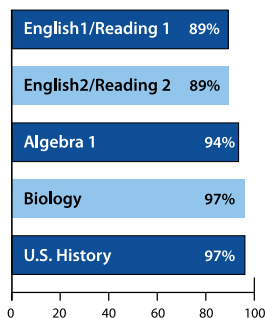 English1/Reading 1 89%
English2/Reading 2 89%
Algebra 1 94%
Biology 97%
U.S. History 97%
0 20 40 60 80 100